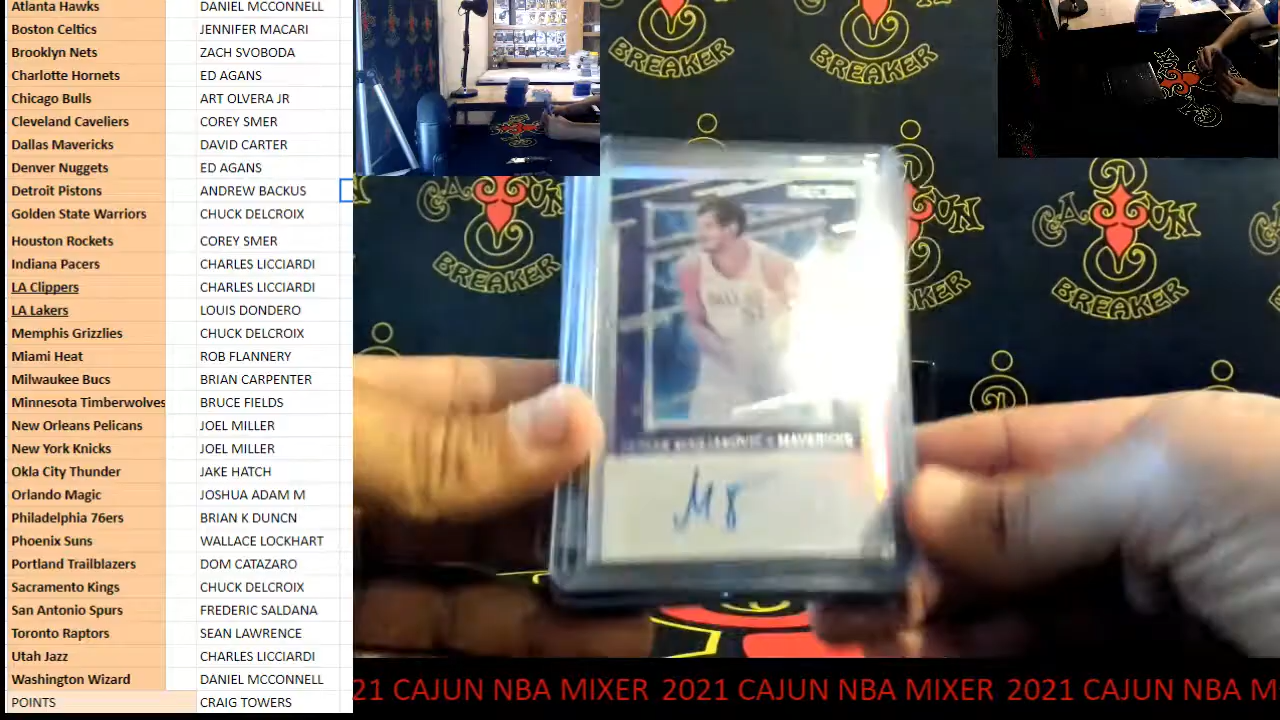 Atlanta Hawks DANIEL MCCONNELL
Boston Celtics JENNIFER MACARI
Brooklyn Nets ZACH SVOBODA
Charlotte Hornets ED AGANS
Chicago Bulls ART OLVERA JR
Cleveland Caveliers COREY SMER
Dallas Mavericks DAVID CARTER
Denver Nuggets ED AGANS
Detroit Pistons ANDREW BACKUS
Golden State Warriors CHUCK DELCROIX
Houston Rockets COREY SMER
Indiana Pacers CHARLES LICCIARDI
LA Clippers CHARLES LICCIARDI
LA Lakers LOUIS DONDERO
Memphis Grizzlies CHUCK DELCROIX
Miami Heat ROB FLANNERY
Milwaukee Bucs BRIAN CARPENTER
Minnesota Timberwolves BRUCE FIELDS
New Orleans Pelicans JOEL MILLER
New York Knicks JOEL MILLER
Okla City Thunder JAKE HATCH
Orlando Magic JOSHUA ADAM M
Philadelphia 76ers BRIAN K DUNCN
Phoenix Suns WALLACE LOCKHART
Portland Trailblazers DOM CATAZARO
Sacramento Kings CHUCK DELCROIX
San Antonio Spurs FREDERIC SALDANA
Toronto Raptors SEAN LAWRENCE
Utah Jazz CHARLES LICCIARDI
Washington Wizard DANIEL MCCONNELL
POINTS CRAIG TOWERS
BREAKER
BREAKER
CAJUN
BREAKER
CAJUN
BREAKER
BREAKER
MAVERICKS
21 CAJUN NBA MIXER 2021 CAJUN NBA MIXER 2021 CAJUN NBA M